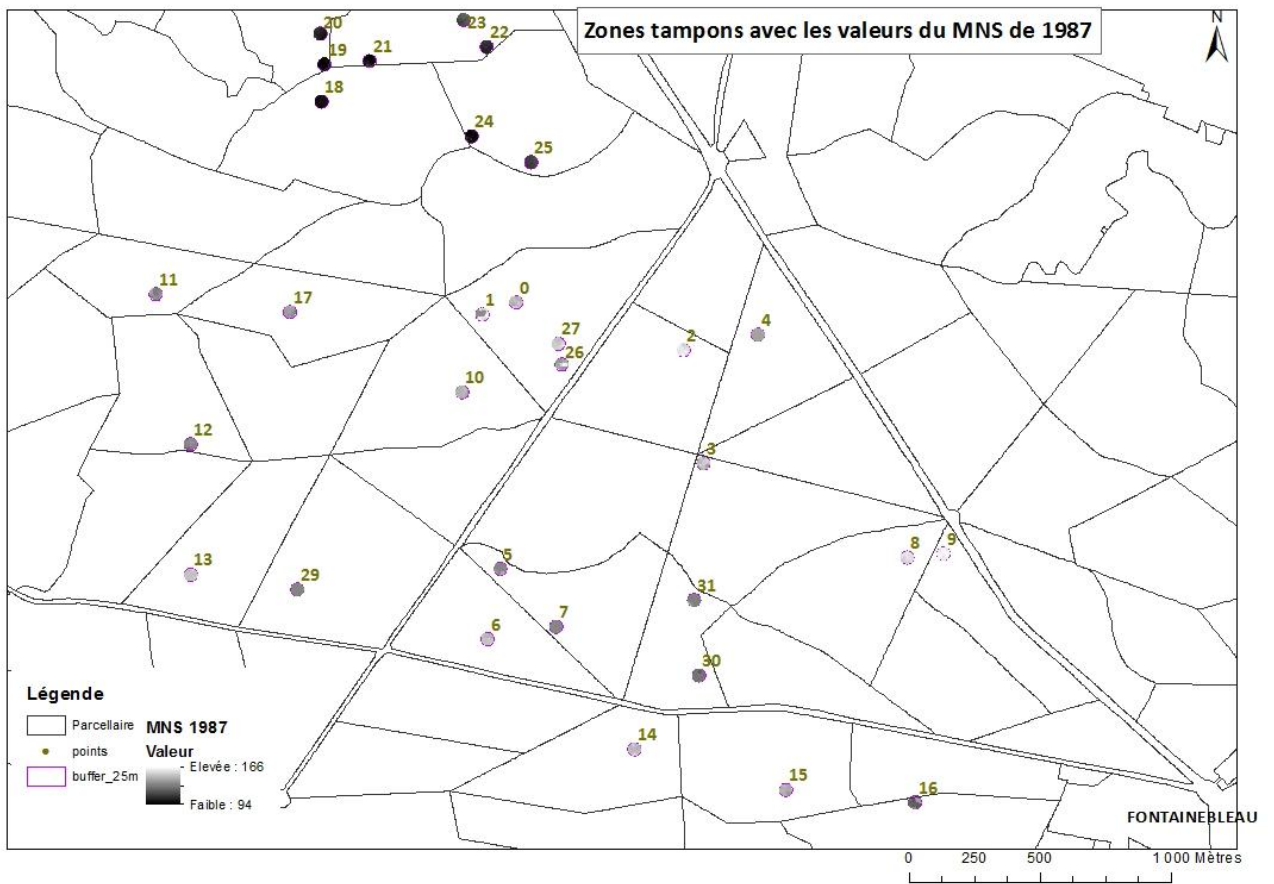 Zones tampons avec les valeurs du MNS de 1987
N
20
23
22
19
21
18
24
25
11
17
1
0
27
26
2
4
10
12
3
13
29
5
8
9
31
6
7
30
14
15
16
Légende
Parcellaire
points
buffer_25m
MNS 1987
Valeur
Elevée : 166
Faible : 94
FONTAINEBLEAU
0 250 500 1 000 Mètres